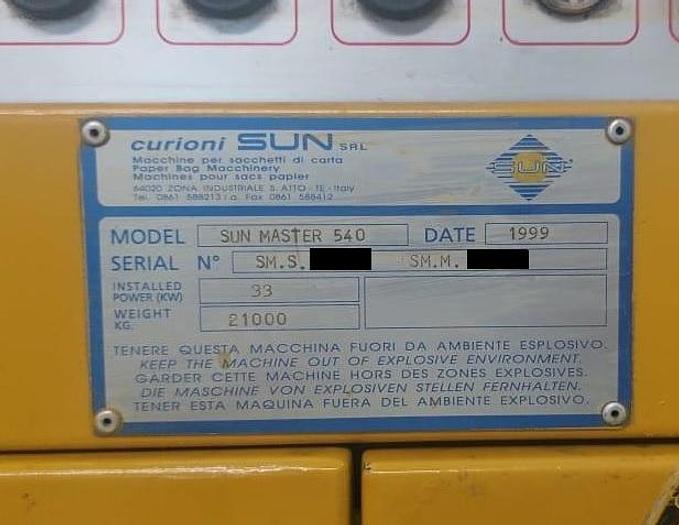 curioni SUN SRL
SUN
Macchine per sacchetti di carta
Paper Bag Macchinery
Machines pour sacs papier
64020 ZONA INDUSTRIALE S. ATTO - TE - Italy
Tel. 0861 588213 r.a. Fax 0861 588412
MODEL SUN MASTER 540 DATE 1999
SERIAL N° SM.S. SM.M.
INSTALLED POWER (KW) 33
WEIGHT KG. 21000
TENERE QUESTA MACCHINA FUORI DA AMBIENTE ESPLOSIVO.
KEEP THE MACHINE OUT OF EXPLOSIVE ENVIRONMENT.
GARDER CETTE MACHINE HORS DES ZONES EXPLOSIVES.
DIE MASCHINE VON EXPLOSIVEN STELLEN FERNHALTEN.
TENER ESTA MAQUINA FUERA DEL AMBIENTE EXPLOSIVO.